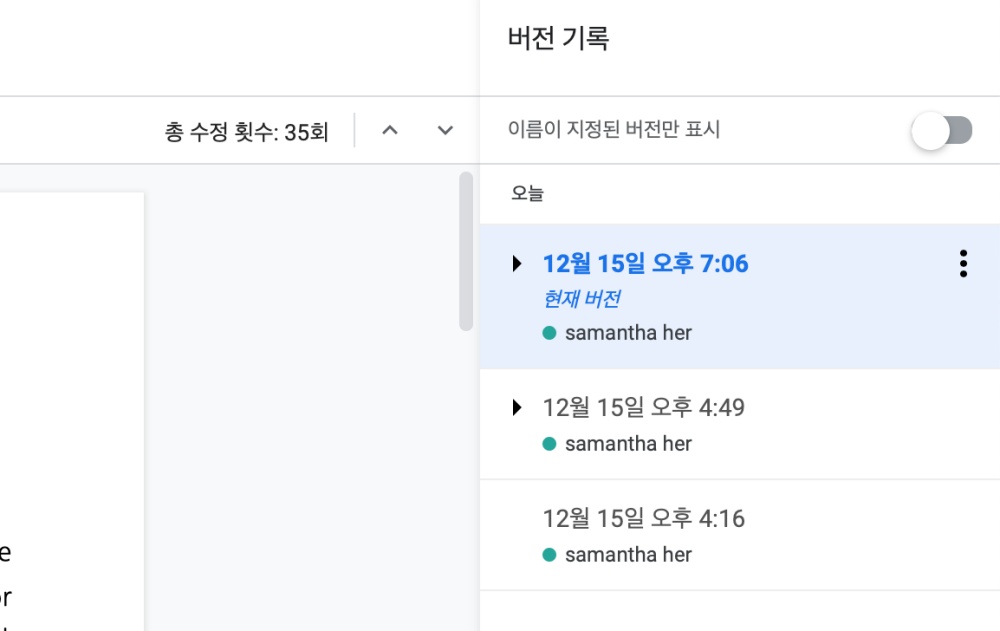 버전 기록
총 수정 횟수: 35회
이름이 지정된 버전만 표시
오늘
12월 15일 오후 7:06
현재 버전
samantha her
12월 15일 오후 4:49
samantha her
12월 15일 오후 4:16
samantha her
e